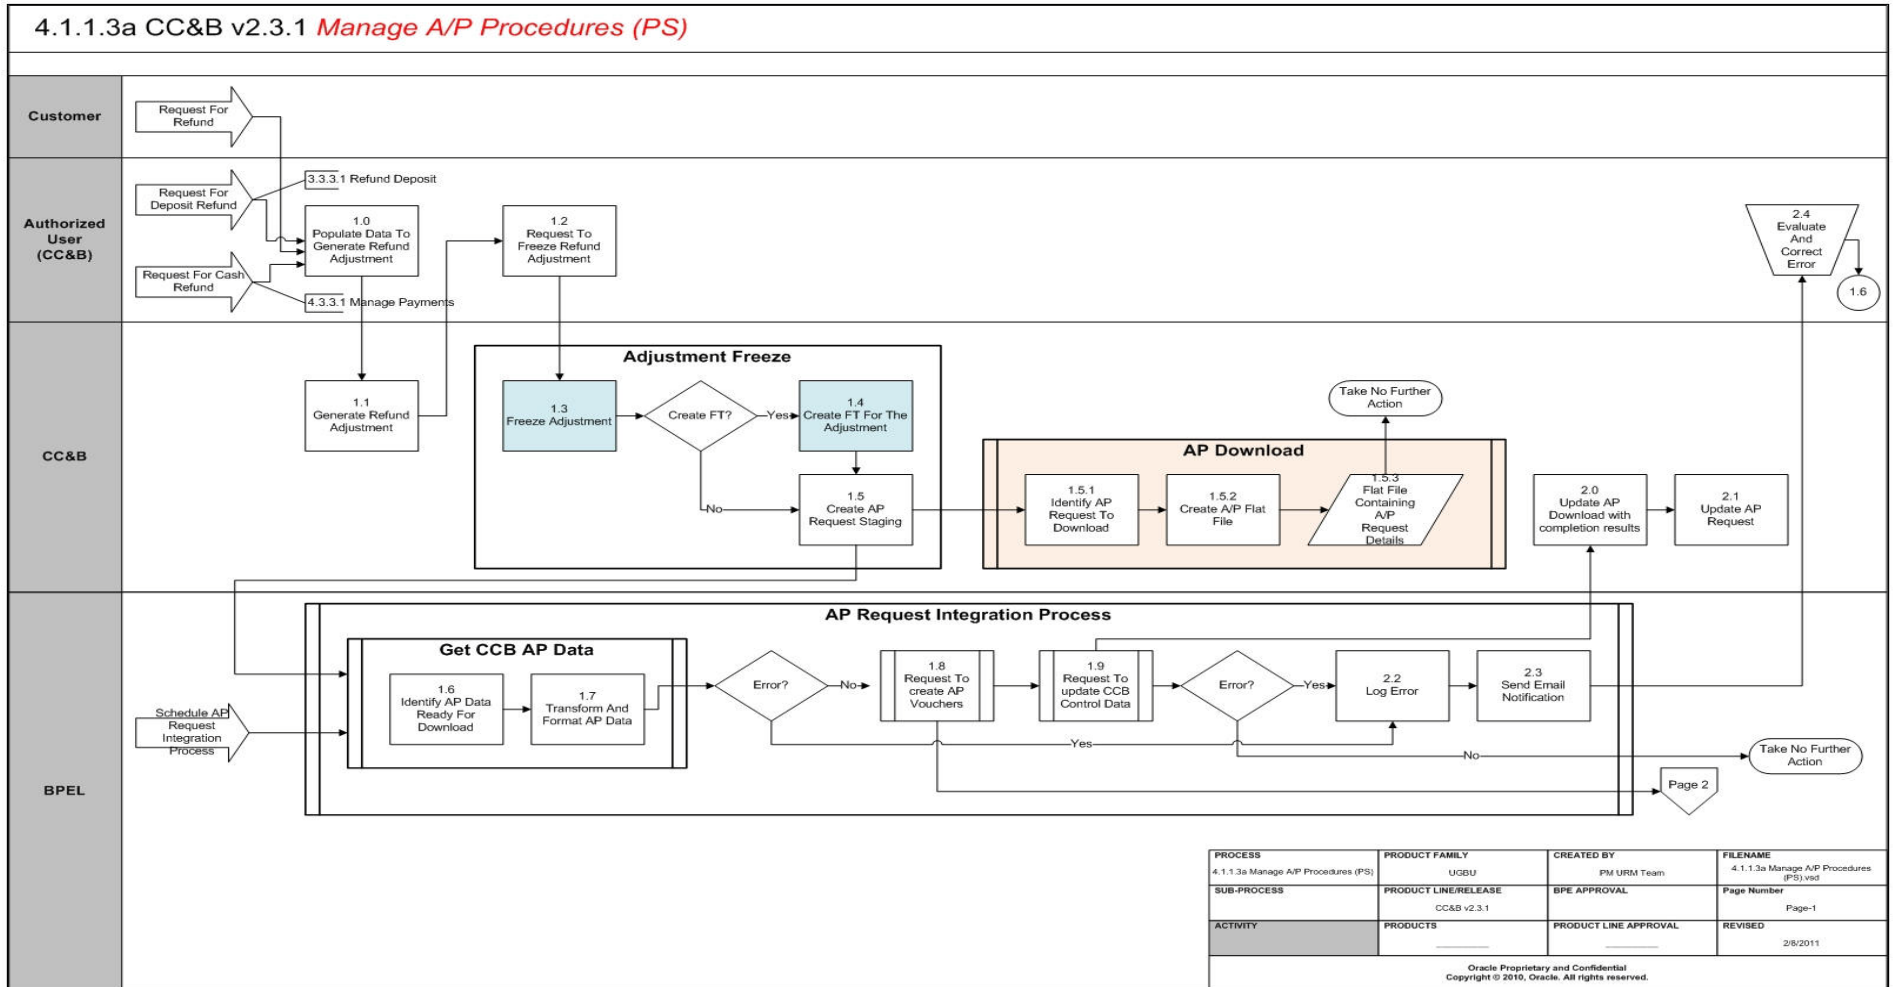 4.1.1.3a CC&B v2.3.1 Manage A/P Procedures (PS)
Customer
Request For
Refund
Authorized
User
(CC&B)
Request For
Deposit Refund
3.3.3.1 Refund Deposit
Request For Cash
Refund
4.3.3.1 Manage Payments
1.0
Populate Data To
Generate Refund
Adjustment
1.2
Request To
Freeze Refund
Adjustment
2.4
Evaluate
And
Correct
Error
1.6
CC&B
1.1
Generate Refund
Adjustment
Adjustment Freeze
1.3
Freeze Adjustment
Create FT?
Yes
No
1.4
Create FT For The
Adjustment
1.5
Create AP
Request Staging
Take No Further
Action
AP Download
1.5.1
Identify AP
Request To
Download
1.5.2
Create A/P Flat
File
1.5.3
Flat File
Containing
A/P
Request
Details
2.0
Update AP
Download with
completion results
2.1
Update AP
Request
BPEL
Schedule AP
Request
Integration
Process
AP Request Integration Process
Get CCB AP Data
1.6
Identify AP Data
Ready For
Download
1.7
Transform And
Format AP Data
Error?
No
Yes
1.8
Request To
create AP
Vouchers
1.9
Request To
update CCB
Control Data
Error?
Yes
No
2.2
Log Error
2.3
Send Email
Notification
Take No Further
Action
Page 2
PROCESS
4.1.1.3a Manage A/P Procedures (PS)
PRODUCT FAMILY
UGBU
CREATED BY
PM URM Team
FILENAME
4.1.1.3a Manage A/P Procedures
(PS).vsd
SUB-PROCESS
PRODUCT LINE/RELEASE
CC&B v2.3.1
BPE APPROVAL
Page Number
Page-1
ACTIVITY
PRODUCTS
PRODUCT LINE APPROVAL
REVISED
2/8/2011
Oracle Proprietary and Confidential
Copyright © 2010, Oracle. All rights reserved.